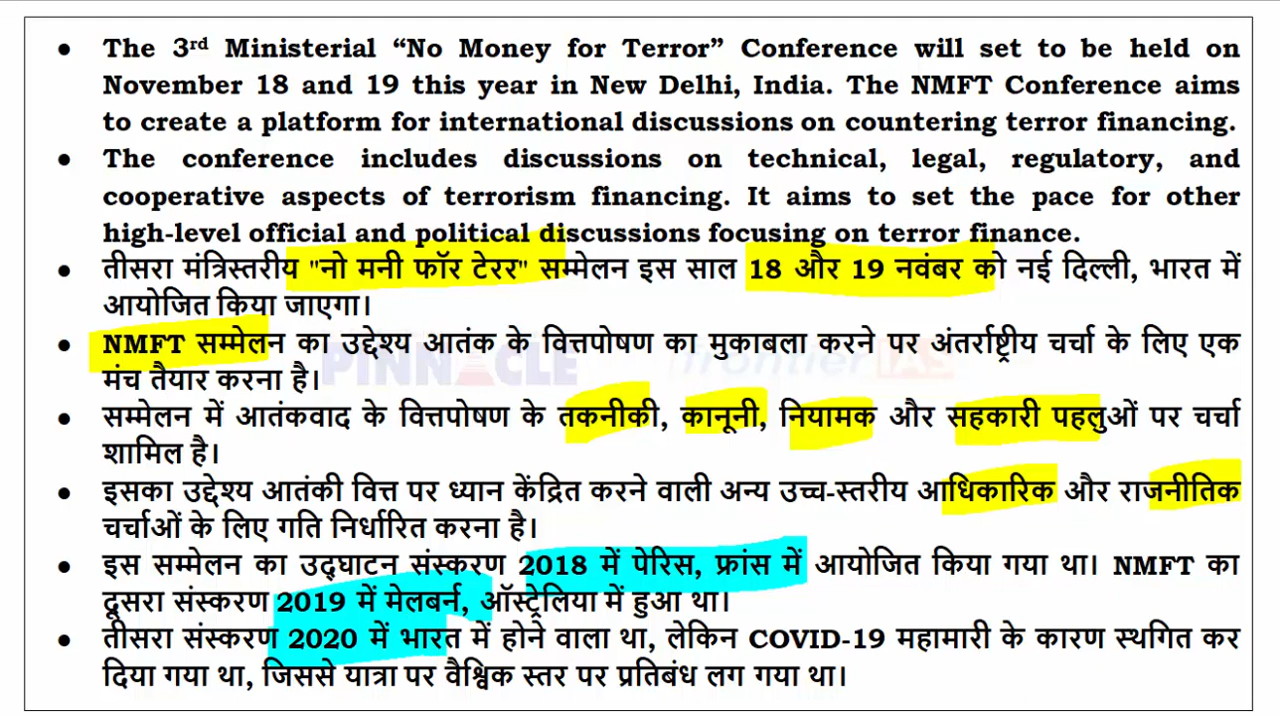 • The 3rd Ministerial “No Money for Terror” Conference will set to be held on
November 18 and 19 this year in New Delhi, India. The NMFT Conference aims
to create a platform for international discussions on countering terror financing.
• The conference includes discussions on technical, legal, regulatory, and
cooperative aspects of terrorism financing. It aims to set the pace for other
high-level official and political discussions focusing on terror finance.
• तीसरा मंत्रिस्तरीय "नो मनी फॉर टेरर" सम्मेलन इस साल 18 और 19 नवंबर को नई दिल्ली, भारत में
आयोजित किया जाएगा।
• NMFT सम्मेलन का उद्देश्य आतंक के वित्तपोषण का मुकाबला करने पर अंतर्राष्ट्रीय चर्चा के लिए एक
मंच तैयार करना है।
PINNACLE frontier IAS
• सम्मेलन में आतंकवाद के वित्तपोषण के तकनीकी, कानूनी, नियामक और सहकारी पहलुओं पर चर्चा
शामिल है।
• इसका उद्देश्य आतंकी वित्त पर ध्यान केंद्रित करने वाली अन्य उच्च-स्तरीय आधिकारिक और राजनीतिक
चर्चाओं के लिए गति निर्धारित करना है।
• इस सम्मेलन का उद्घाटन संस्करण 2018 में पेरिस, फ्रांस में आयोजित किया गया था। NMFT का
दूसरा संस्करण 2019 में मेलबर्न, ऑस्ट्रेलिया में हुआ था।
• तीसरा संस्करण 2020 में भारत में होने वाला था, लेकिन COVID-19 महामारी के कारण स्थगित कर
दिया गया था, जिससे यात्रा पर वैश्विक स्तर पर प्रतिबंध लग गया था।